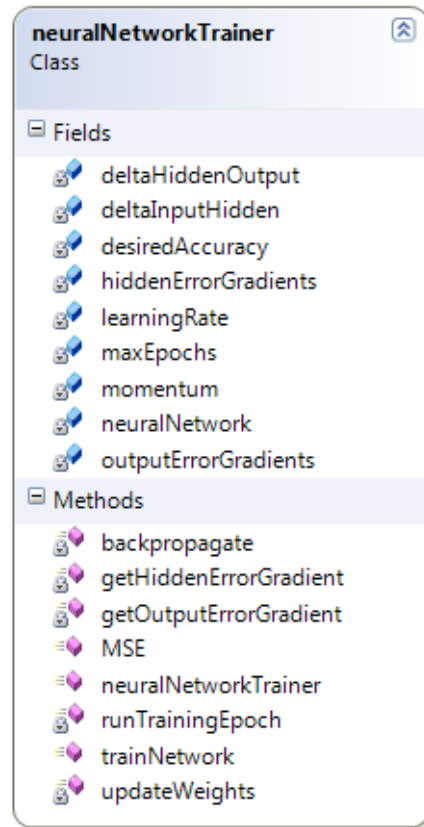 neuralNetworkTrainer
Class
Fields
deltaHiddenOutput
deltaInputHidden
desiredAccuracy
hiddenErrorGradients
learningRate
maxEpochs
momentum
neuralNetwork
outputErrorGradients
Methods
backpropagate
getHiddenErrorGradient
getOutputErrorGradient
MSE
neuralNetworkTrainer
runTrainingEpoch
trainNetwork
updateWeights